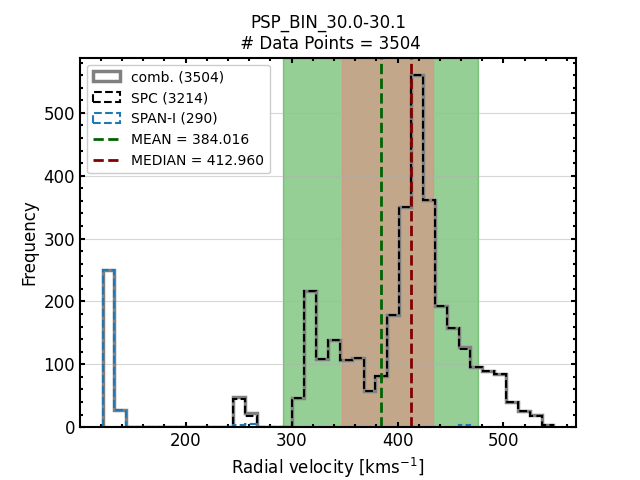 PSP_BIN_30.0-30.1
# Data Points = 3504
comb. (3504)
SPC (3214)
SPAN-I (290)
MEAN = 384.016
MEDIAN = 412.960
Frequency
500
400
300
200
100
0
200 300 400 500
Radial velocity [kms⁻¹]